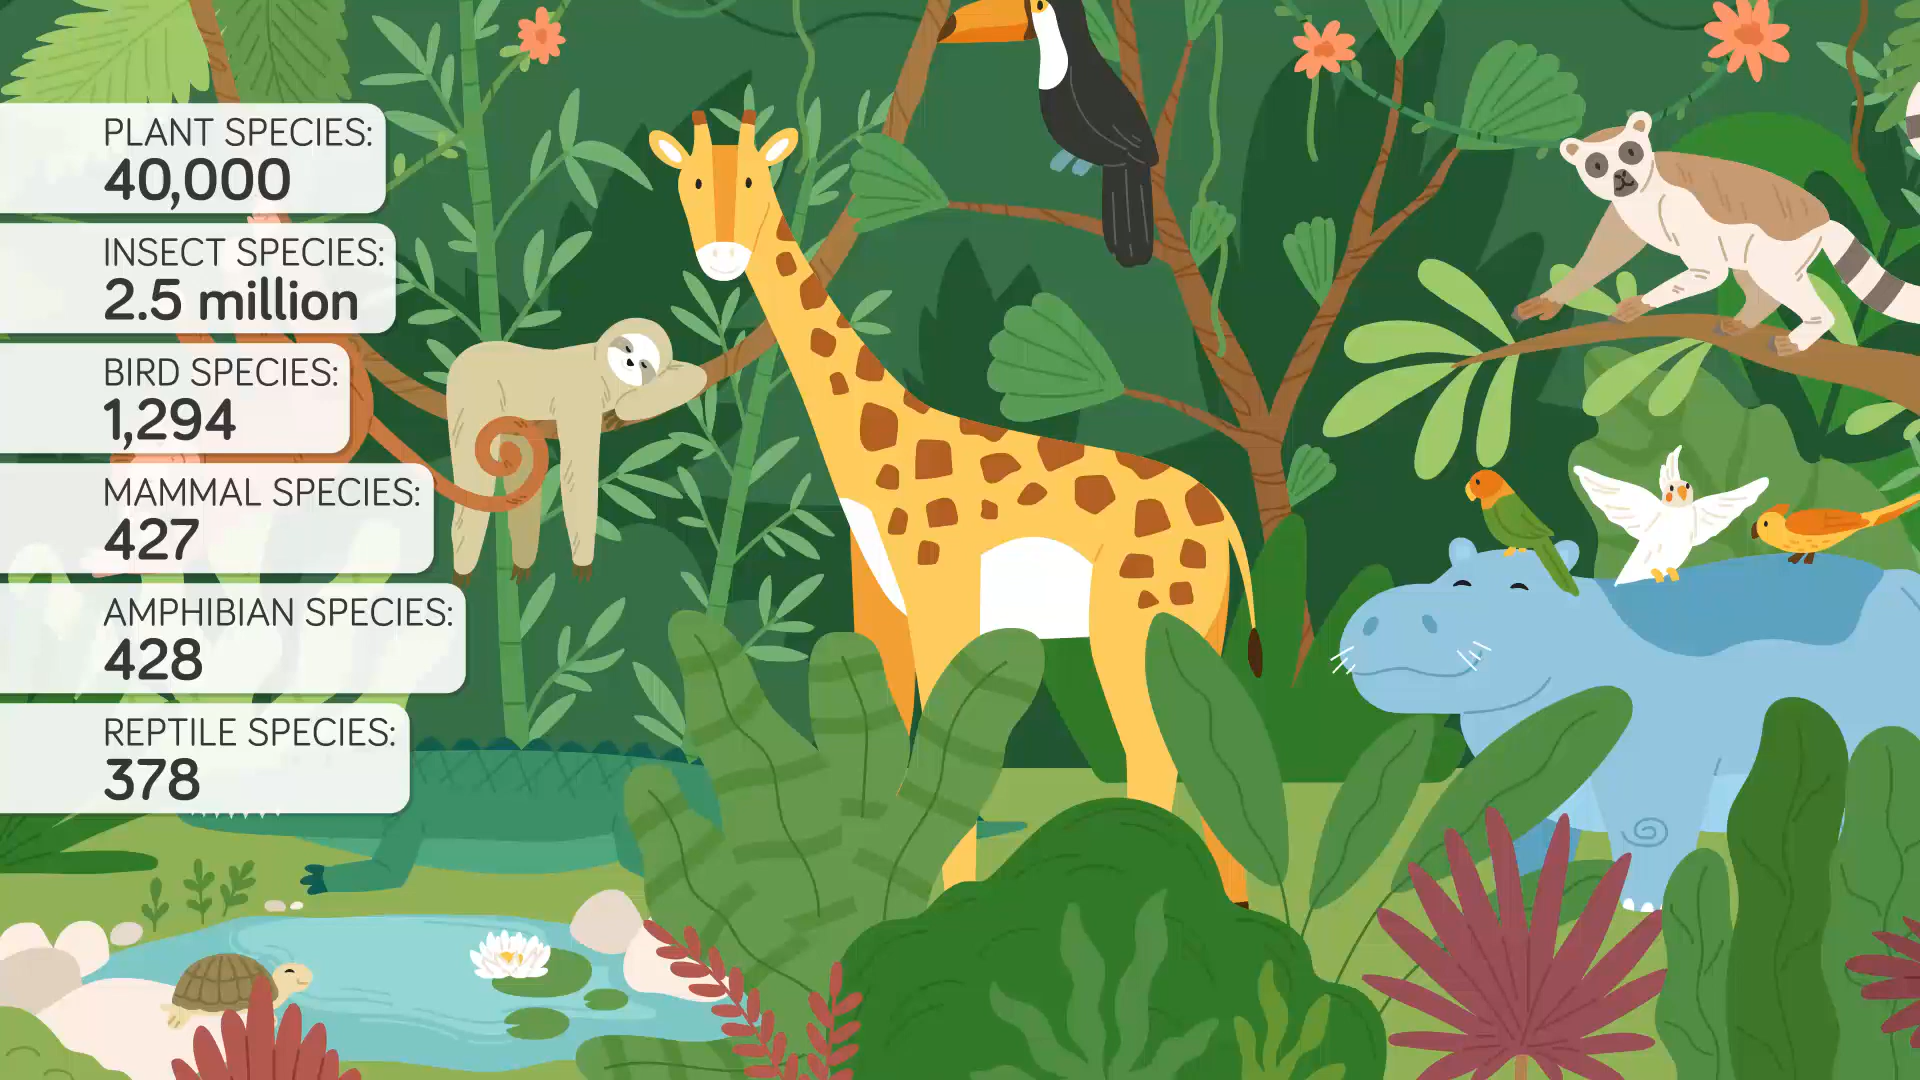 PLANT SPECIES:
40,000
INSECT SPECIES:
2.5 million
BIRD SPECIES:
1,294
MAMMAL SPECIES:
427
AMPHIBIAN SPECIES:
428
REPTILE SPECIES:
378